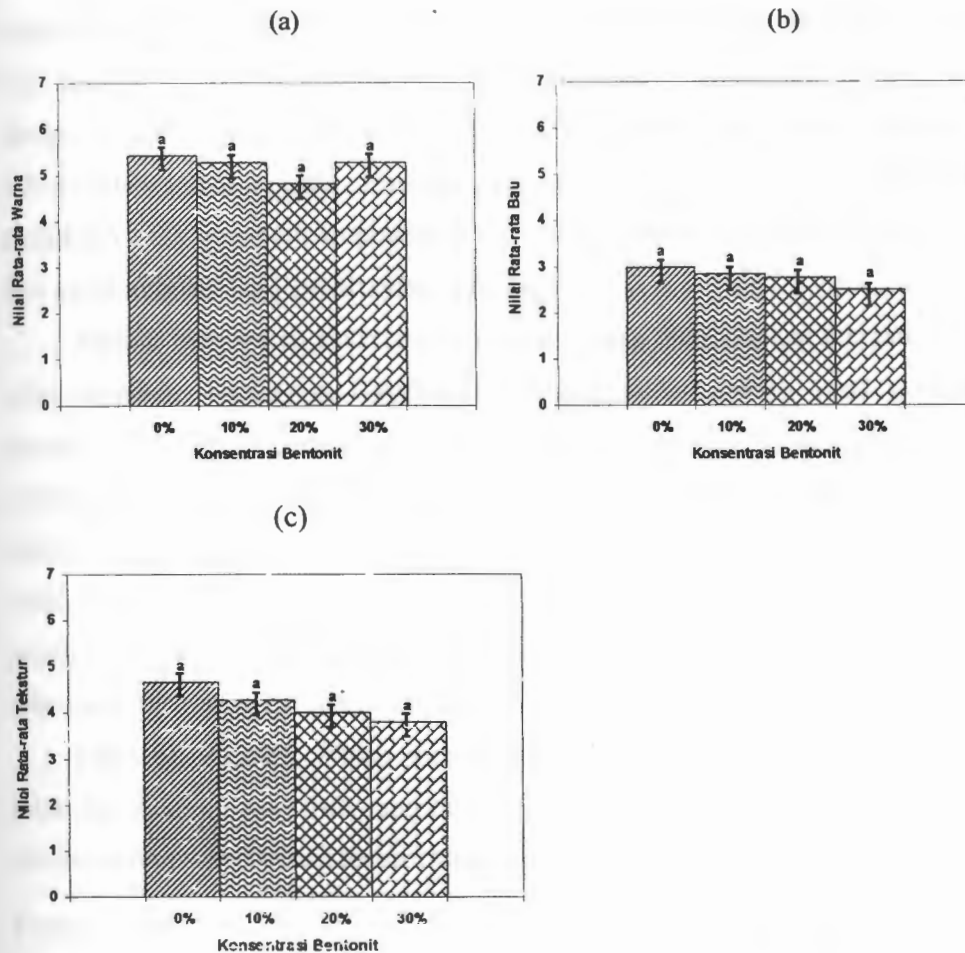 (a)
7
6
5
4
3
2
1
0
Nilai Rata-rata Warna
a a a a
0% 10% 20% 30%
Konsentrasi Bentonit
(b)
7
6
5
4
3
2
1
0
Nilai Rata-rata Bau
a a a a
0% 10% 20% 30%
Konsentrasi Bentonit
(c)
7
6
5
4
3
2
1
0
Nilai Rata-rata Tekstur
a a a a
0% 10% 20% 30%
Konsentrasi Bentonit